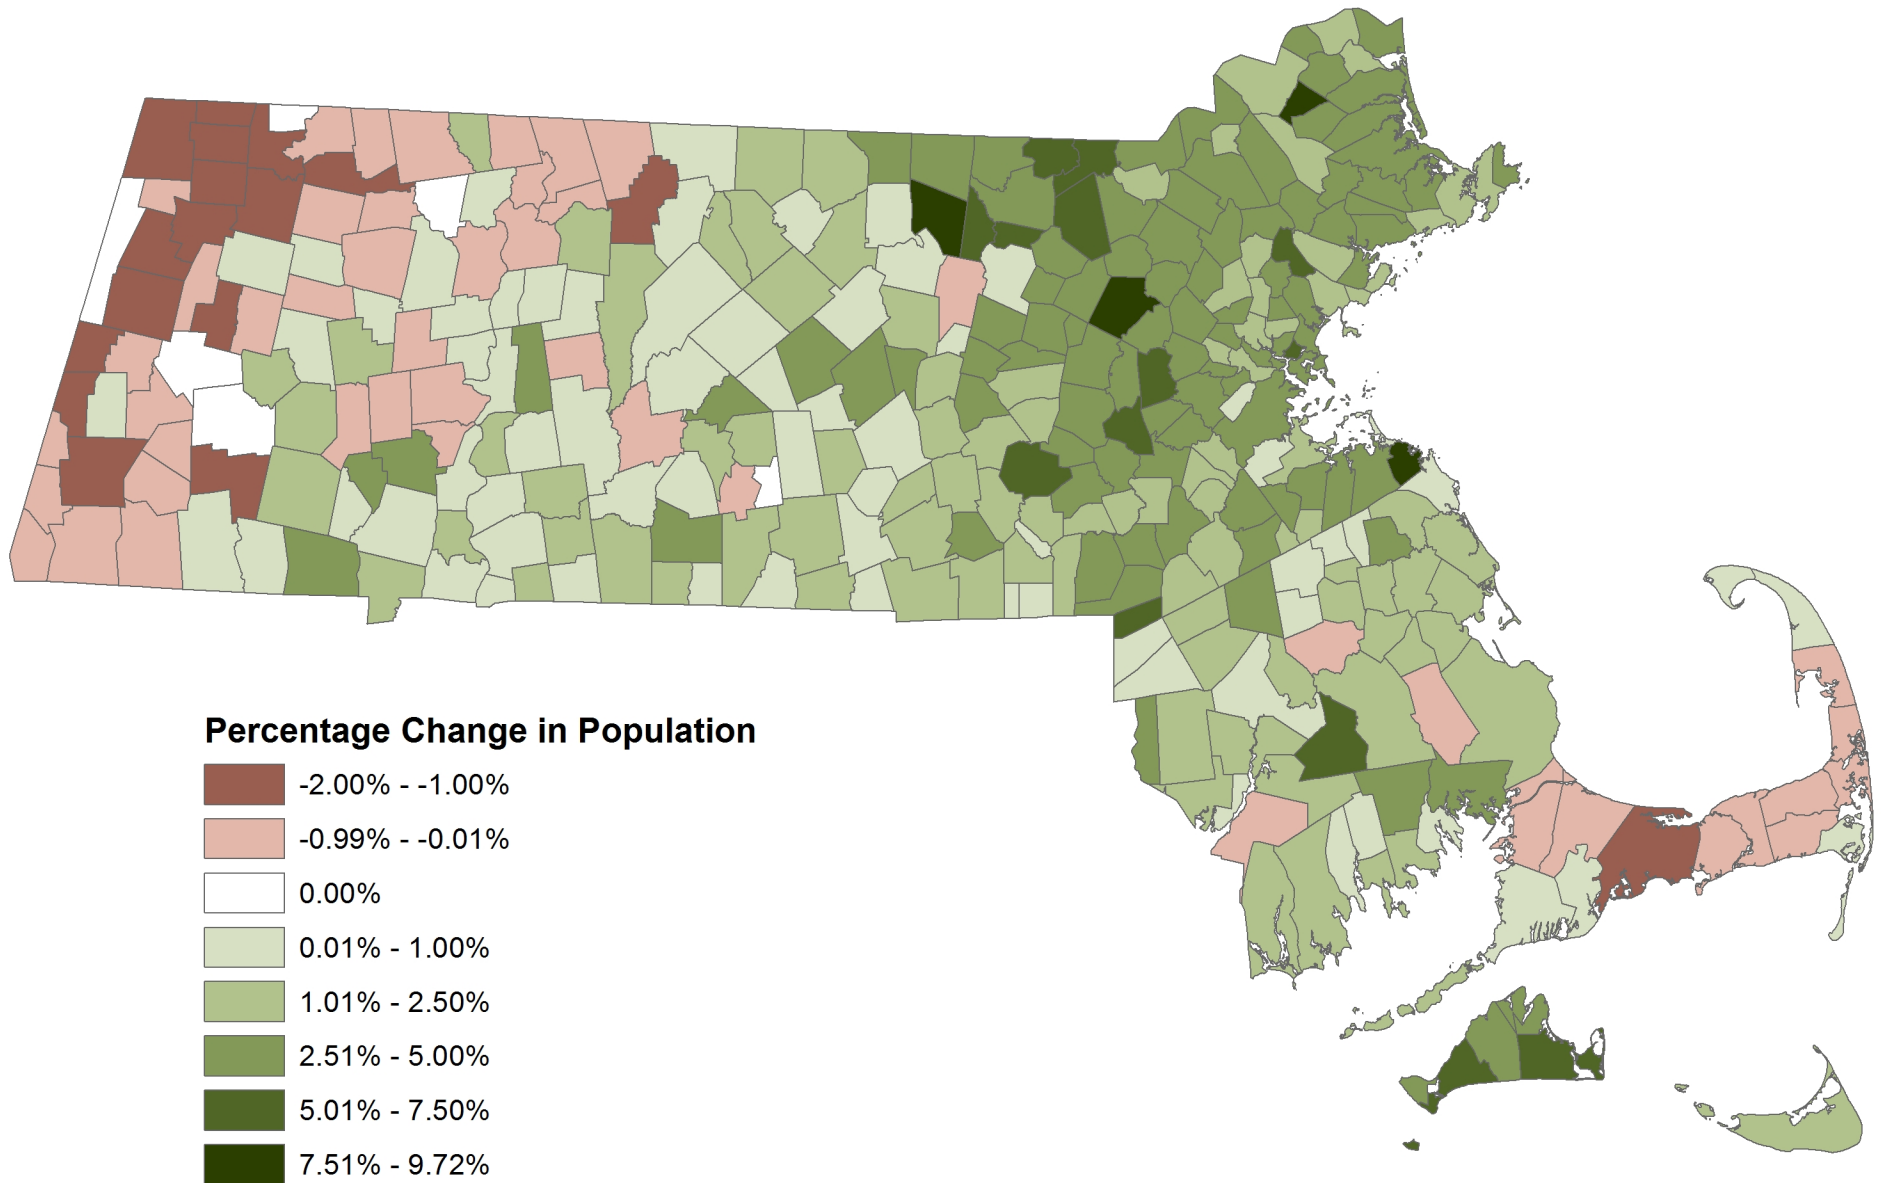 Percentage Change in Population
-2.00% - -1.00%
-0.99% - -0.01%
0.00%
0.01% - 1.00%
1.01% - 2.50%
2.51% - 5.00%
5.01% - 7.50%
7.51% - 9.72%